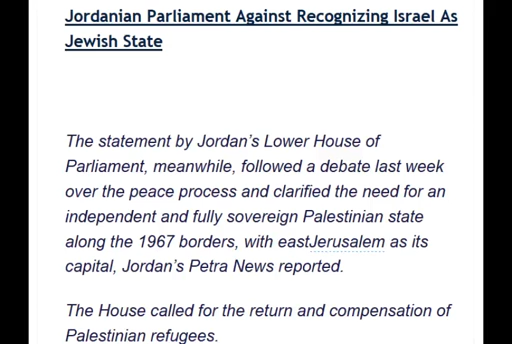 Jordanian Parliament Against Recognizing Israel As
Jewish State
The statement by Jordan's Lower House of
Parliament, meanwhile, followed a debate last week
over the peace process and clarified the need for an
independent and fully sovereign Palestinian state
along the 1967 borders, with eastJerusalem as its
capital, Jordan's Petra News reported.
The House called for the return and compensation of
Palestinian refugees.